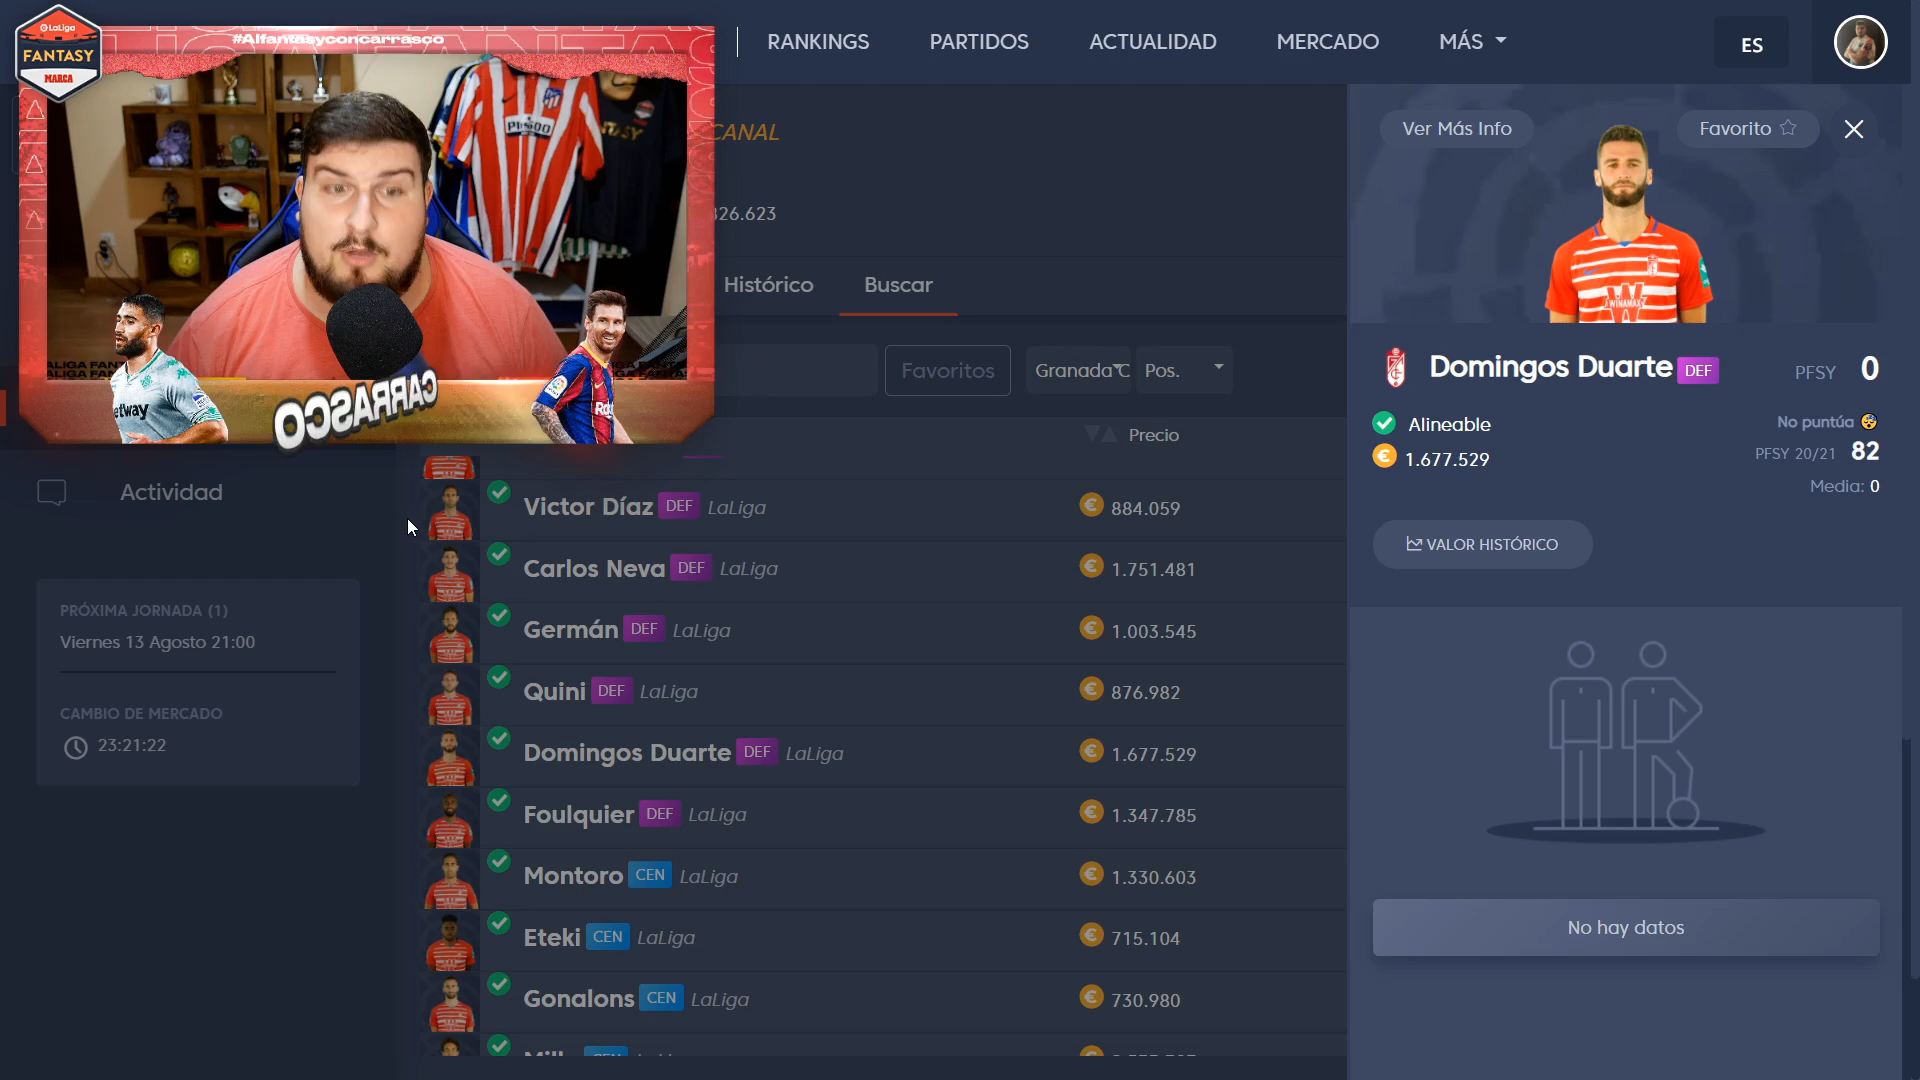 LaLiga
FANTASY
MARCA
#Alfantasyconcarrasco
RANKINGS
PARTIDOS
ACTUALIDAD
MERCADO
MÁS
ES
CANAL
326.623
Plus500
etway
CARRASCO
Histórico
Buscar
Favoritos
Granada C
Pos.
Precio
Actividad
PRÓXIMA JORNADA (1)
Viernes 13 Agosto 21:00
CAMBIO DE MERCADO
23:21:22
Victor Díaz DEF LaLiga 884.059
Carlos Neva DEF LaLiga 1.751.481
Germán DEF LaLiga 1.003.545
Quini DEF LaLiga 876.982
Domingos Duarte DEF LaLiga 1.677.529
Foulquier DEF LaLiga 1.347.785
Montoro CEN LaLiga 1.330.603
Eteki CEN LaLiga 715.104
Gonalons CEN LaLiga 730.980
Ver Más Info
Favorito
WINAMAX
Domingos Duarte DEF
PFSY 0
Alineable
No puntúa
1.677.529
PFSY 20/21 82
Media: 0
VALOR HISTÓRICO
No hay datos